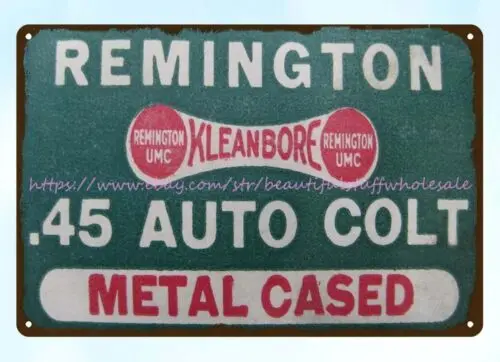 REMINGTON
REMINGTON UMC KLEANBORE REMINGTON UMC
https://www.ebay.com/str/beautifulstuffwholesale
.45 AUTO COLT
METAL CASED